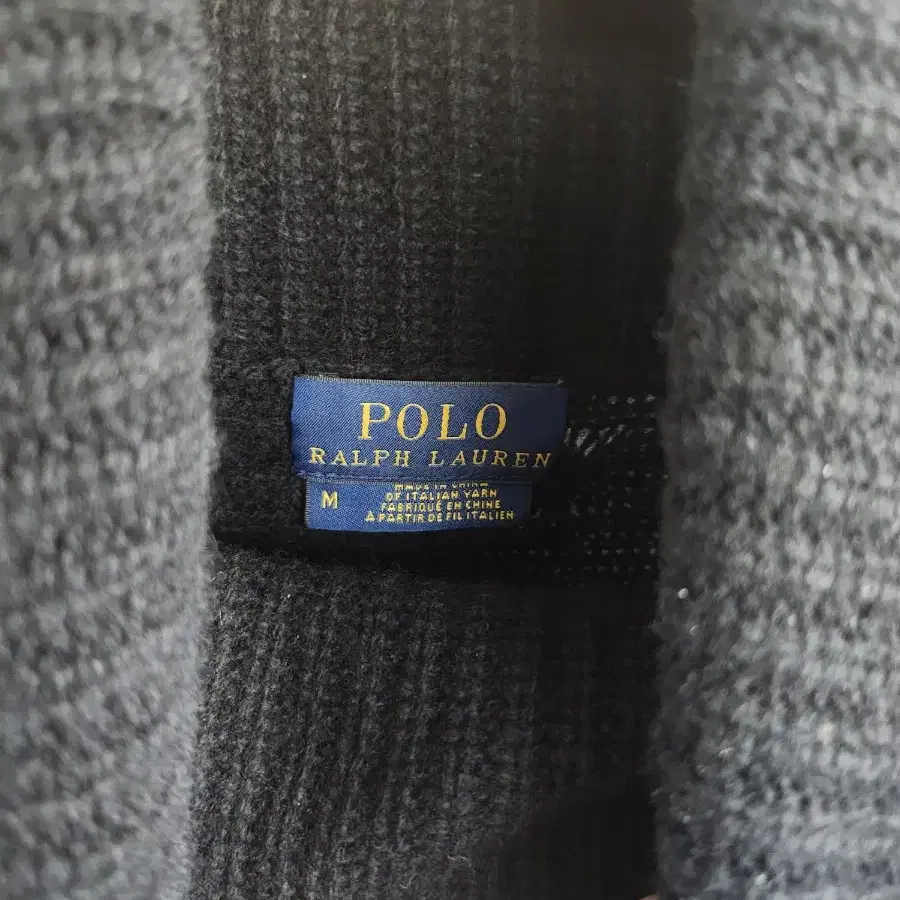 POLO
RALPH LAUREN
M
MADE IN CHINA
OF ITALIAN YARN
FABRIQUÉ EN CHINE
A PARTIR DE FIL ITALIEN